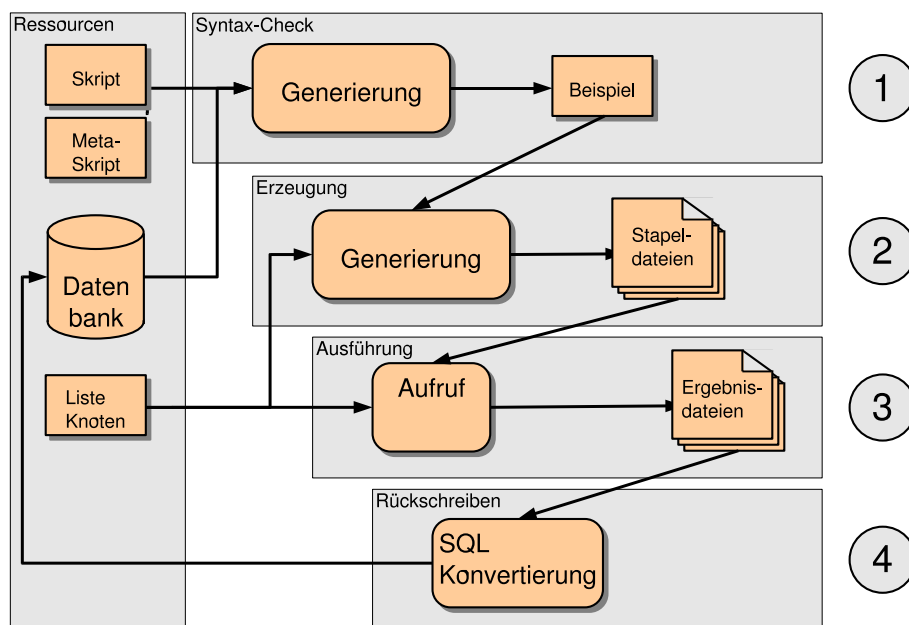 Ressourcen
Skript
Meta-
Skript
Daten
bank
Liste
Knoten
Syntax-Check
Generierung
Beispiel
1
Erzeugung
Generierung
Stapel-
dateien
2
Ausführung
Aufruf
Ergebnis-
dateien
3
Rückschreiben
SQL
Konvertierung
4